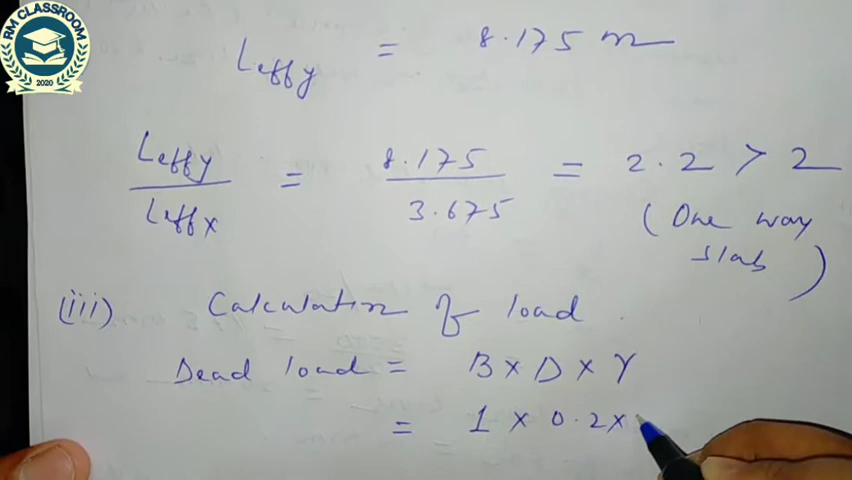 RM CLASSROOM
2020
Leffy = 8.175 m
Leffy / Leffx = 8.175 / 3.675 = 2.2 > 2
(One way slab)
(iii) Calculation of load
Dead load = B × D × γ
= 1 × 0.2 ×